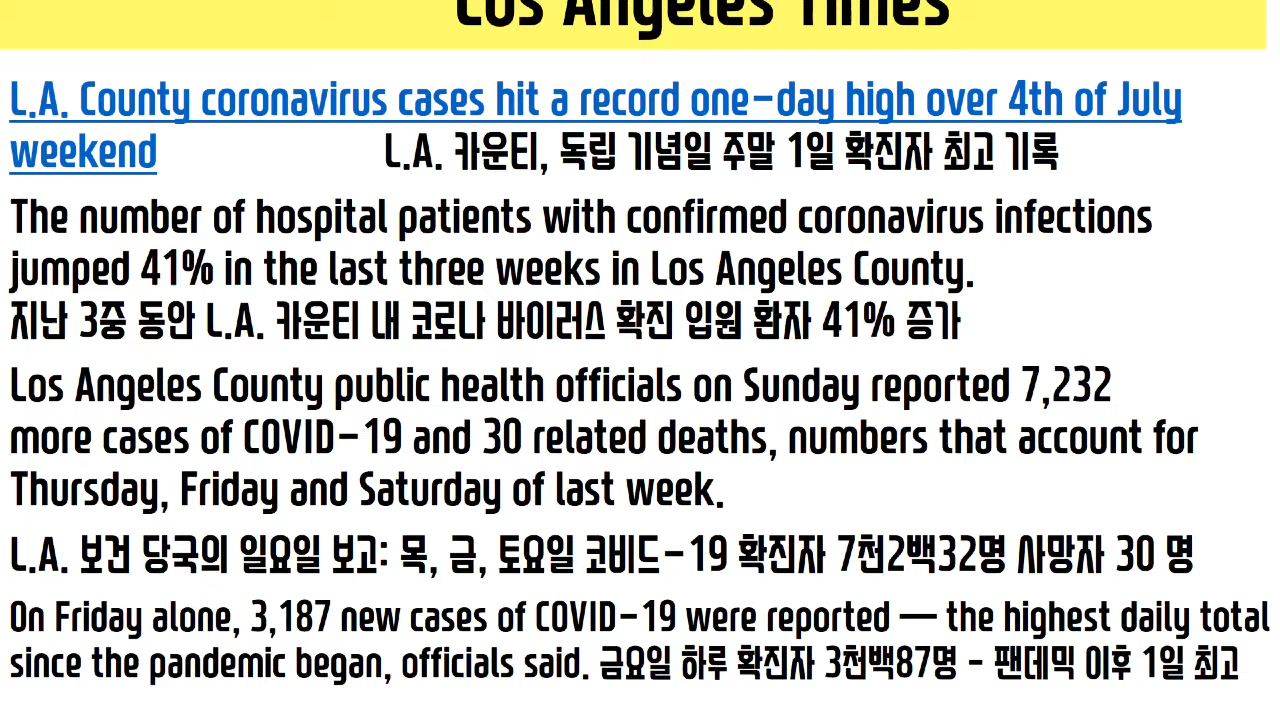 Los Angeles Times
L.A. County coronavirus cases hit a record one-day high over 4th of July
weekend L.A. 카운티, 독립 기념일 주말 1일 확진자 최고 기록
The number of hospital patients with confirmed coronavirus infections
jumped 41% in the last three weeks in Los Angeles County.
지난 3중 동안 L.A. 카운티 내 코로나 바이러스 확진 입원 환자 41% 증가
Los Angeles County public health officials on Sunday reported 7,232
more cases of COVID-19 and 30 related deaths, numbers that account for
Thursday, Friday and Saturday of last week.
L.A. 보건 당국의 일요일 보고: 목, 금, 토요일 코비드-19 확진자 7천2백32명 사망자 30 명
On Friday alone, 3,187 new cases of COVID-19 were reported — the highest daily total
since the pandemic began, officials said. 금요일 하루 확진자 3천백87명 - 팬데믹 이후 1일 최고